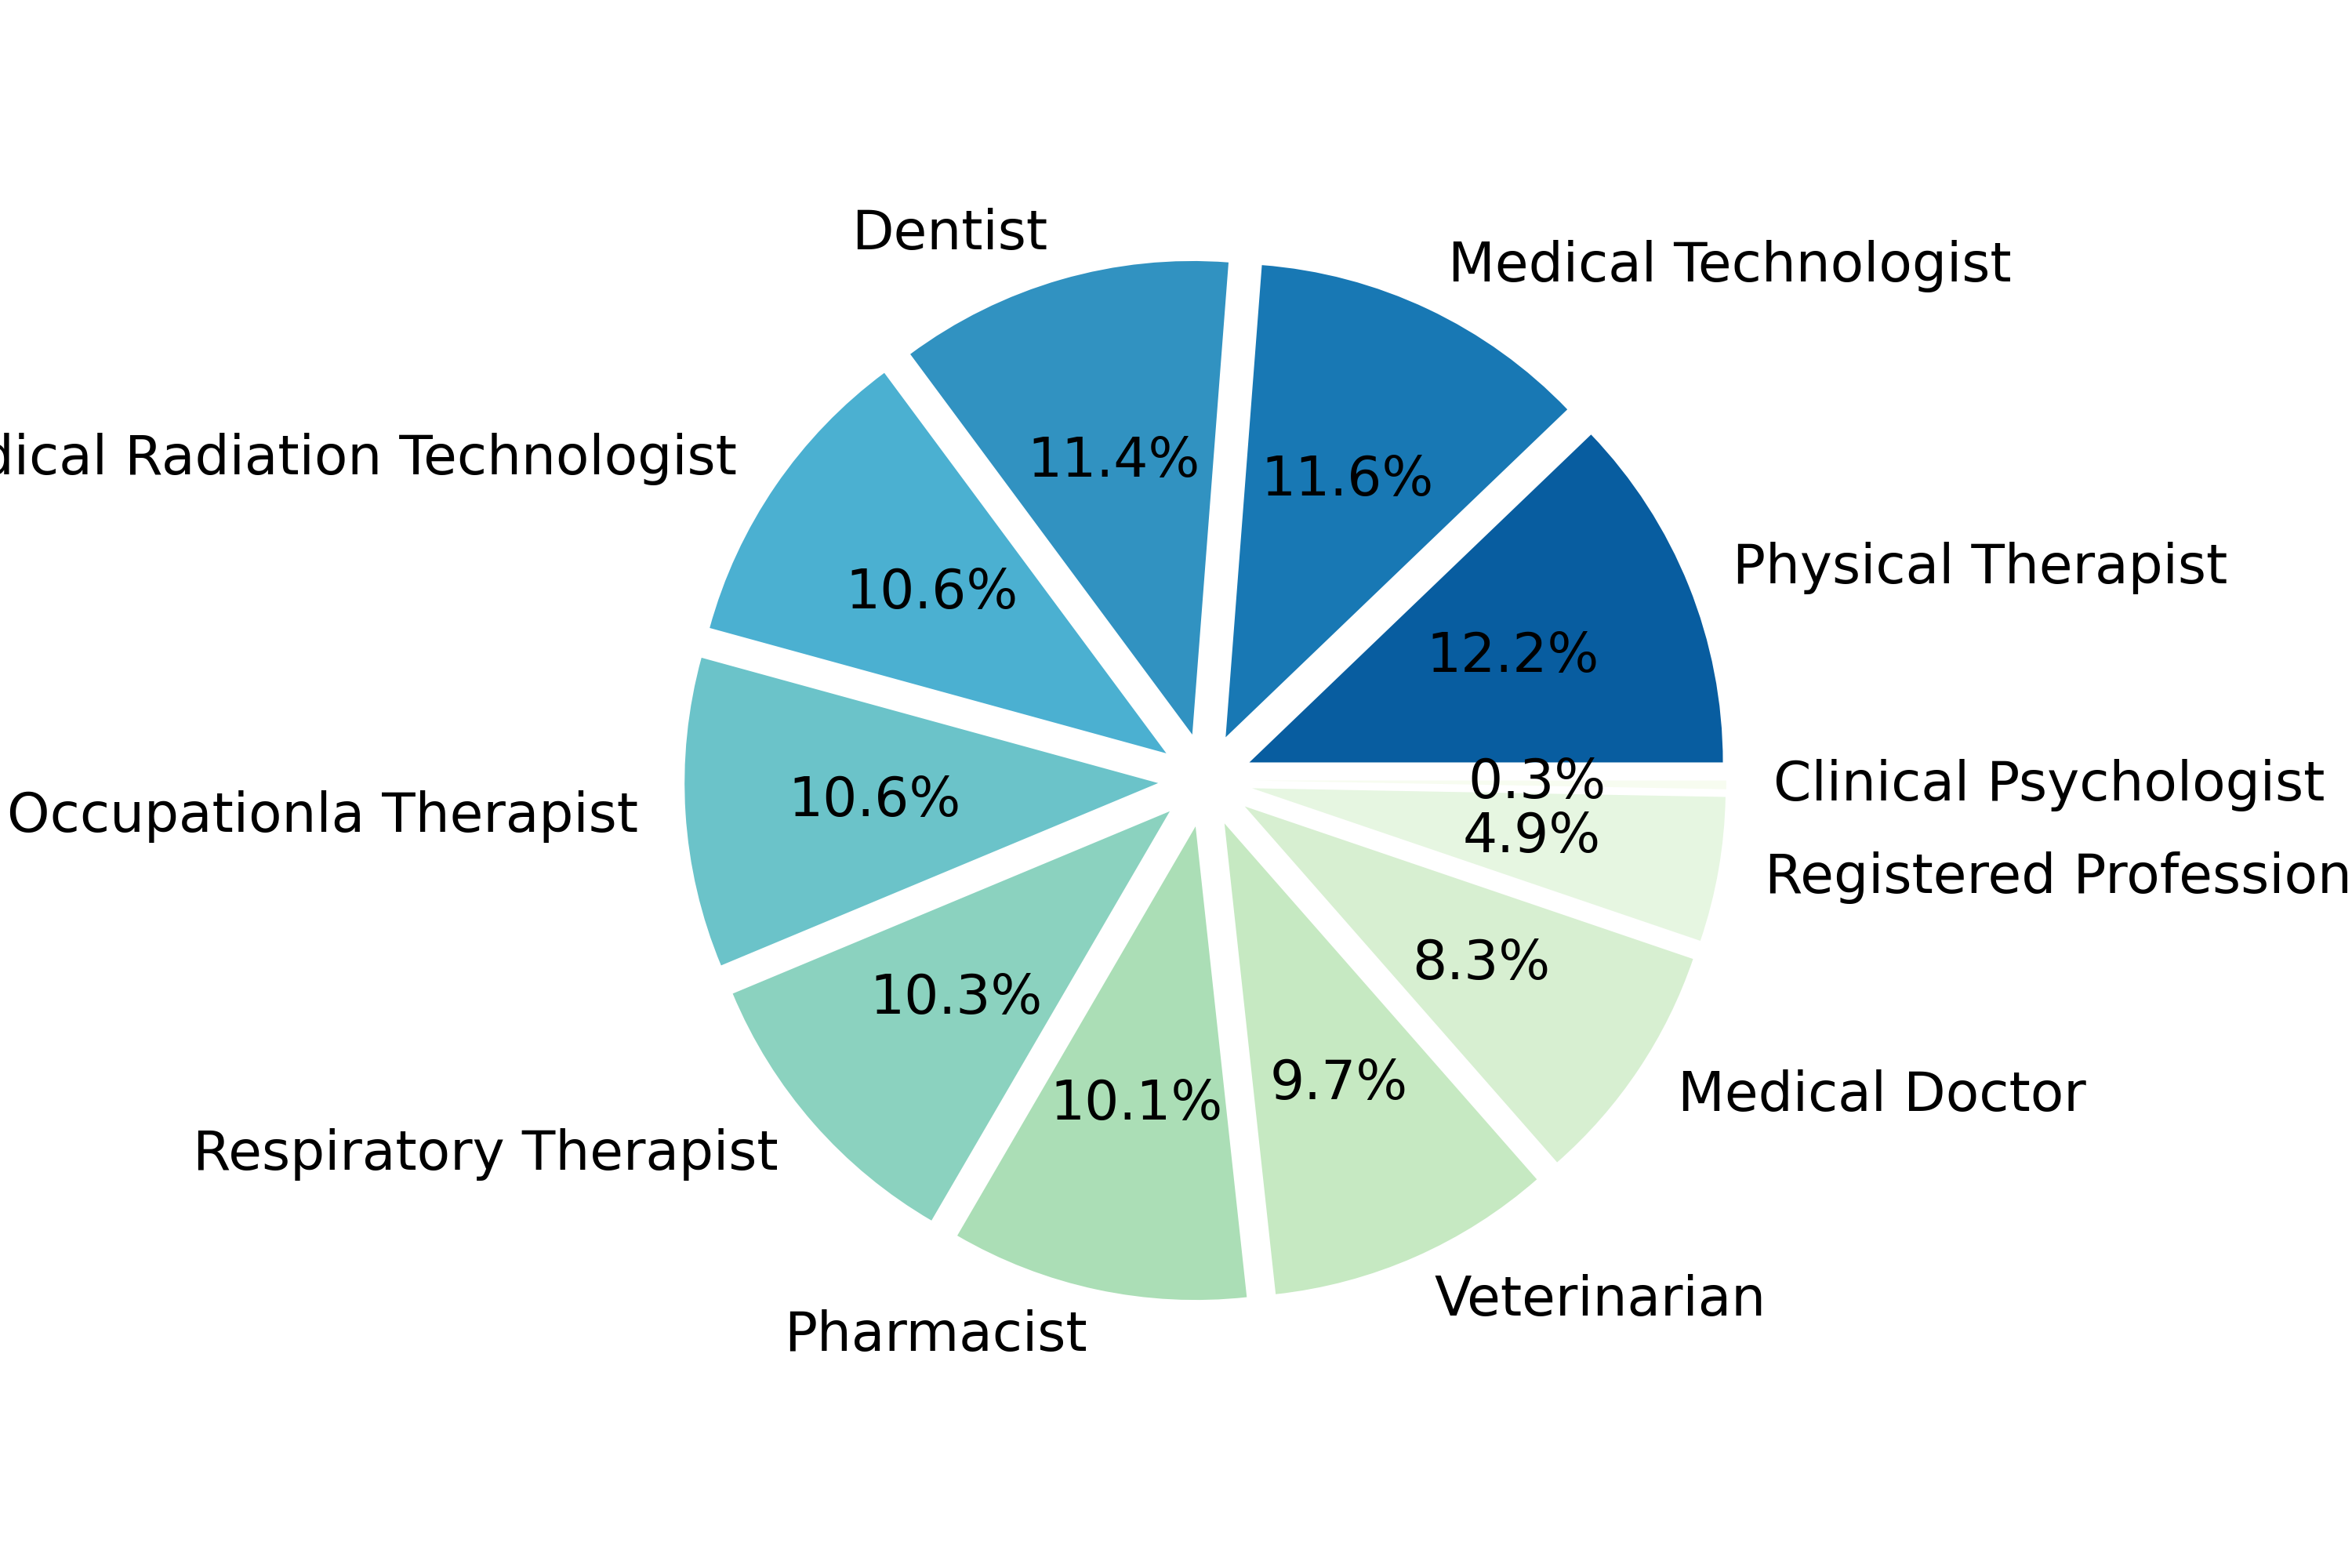 Dentist
Medical Technologist
Radiation Technologist
11.4%
11.6%
Physical Therapist
10.6%
12.2%
Clinical Psychologist
0.3%
Occupationla Therapist
10.6%
4.9%
Registered
8.3%
10.3%
Medical Doctor
9.7%
10.1%
Respiratory Therapist
Veterinarian
Pharmacist